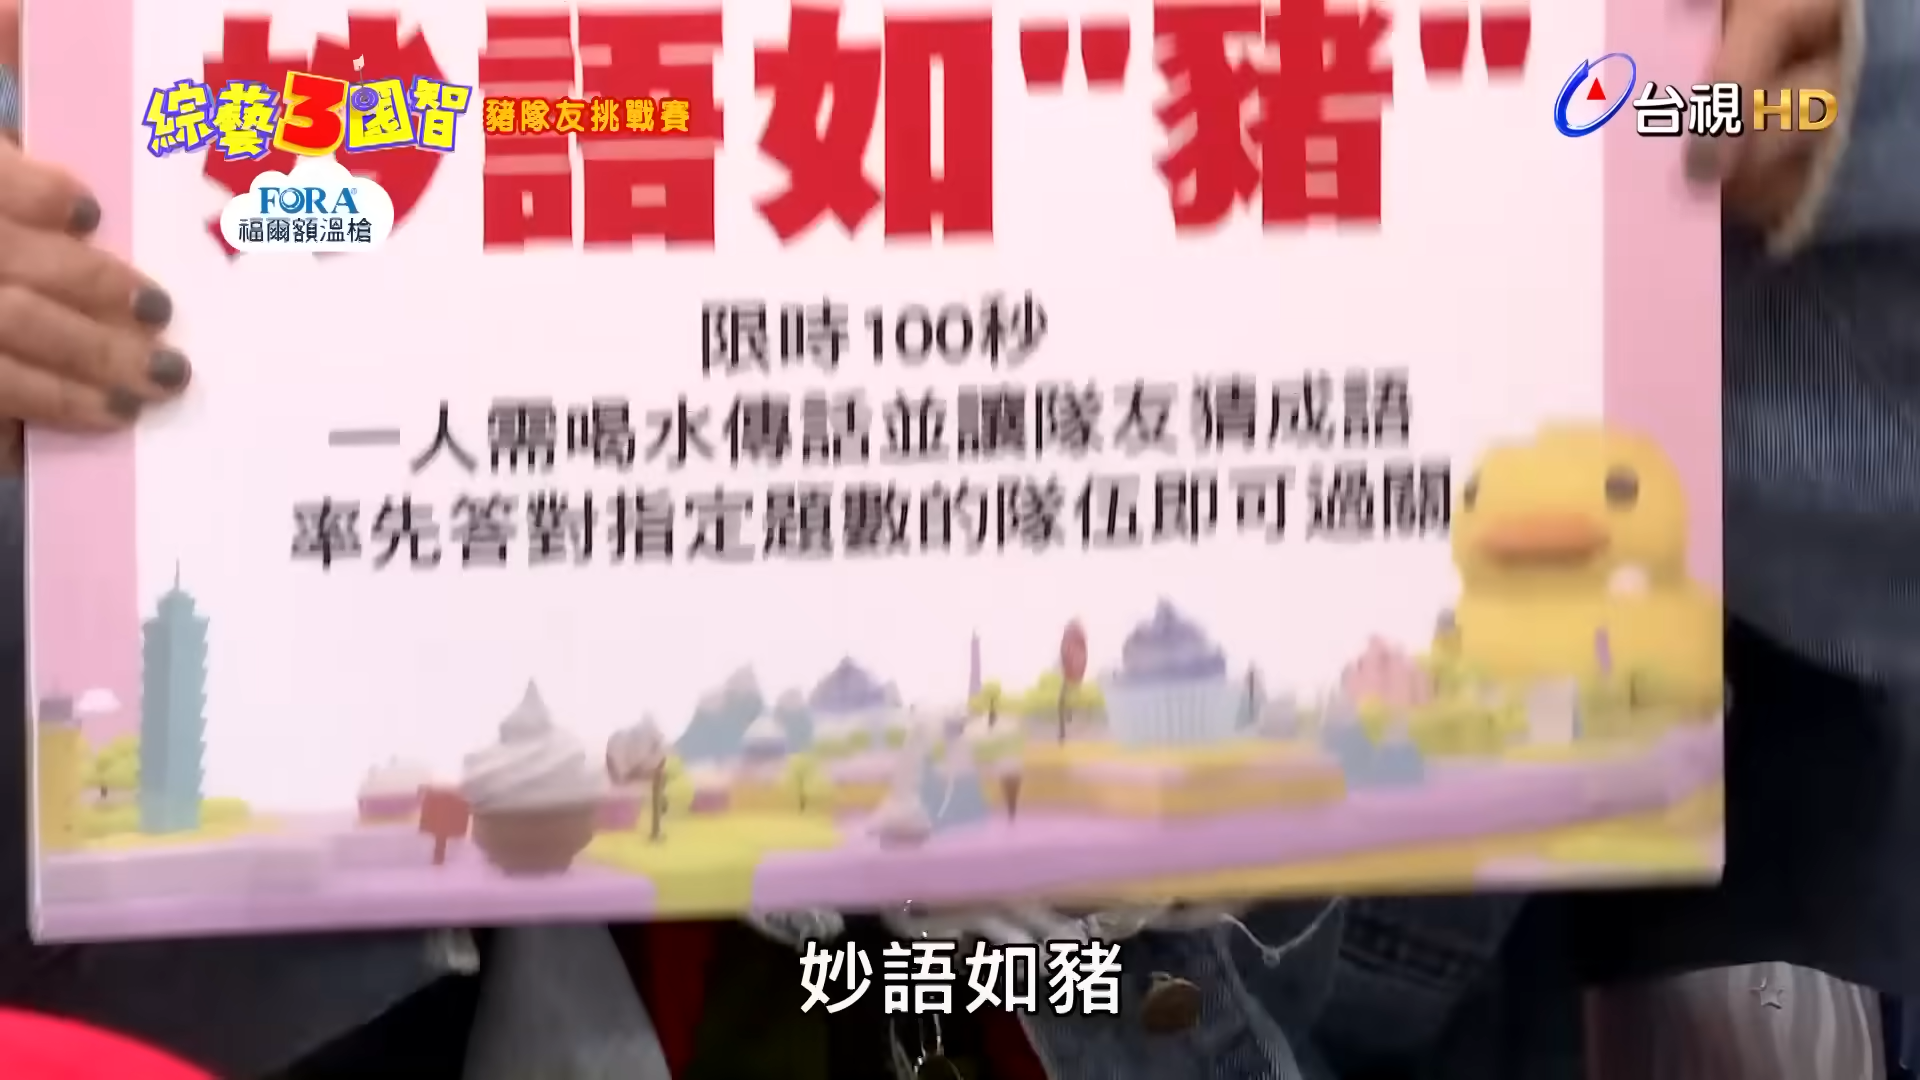 妙語如"豬"
綜藝3國智
豬隊友挑戰賽
台視HD
FORA
福爾額溫槍
限時100秒
一人需喝水傳話並讓隊友猜成語
率先答對指定題數的隊伍即可過關
妙語如豬